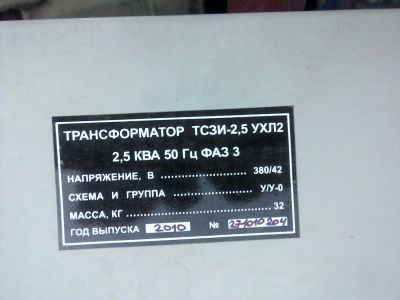 ТРАНСФОРМАТОР ТСЗИ-2,5 УХЛ2
2,5 КВА 50 Гц ФАЗ 3
НАПРЯЖЕНИЕ, В ........................ 380/42
СХЕМА И ГРУППА ........................ У/У-0
МАССА, КГ ........................ 32
ГОД ВЫПУСКА 2010 №